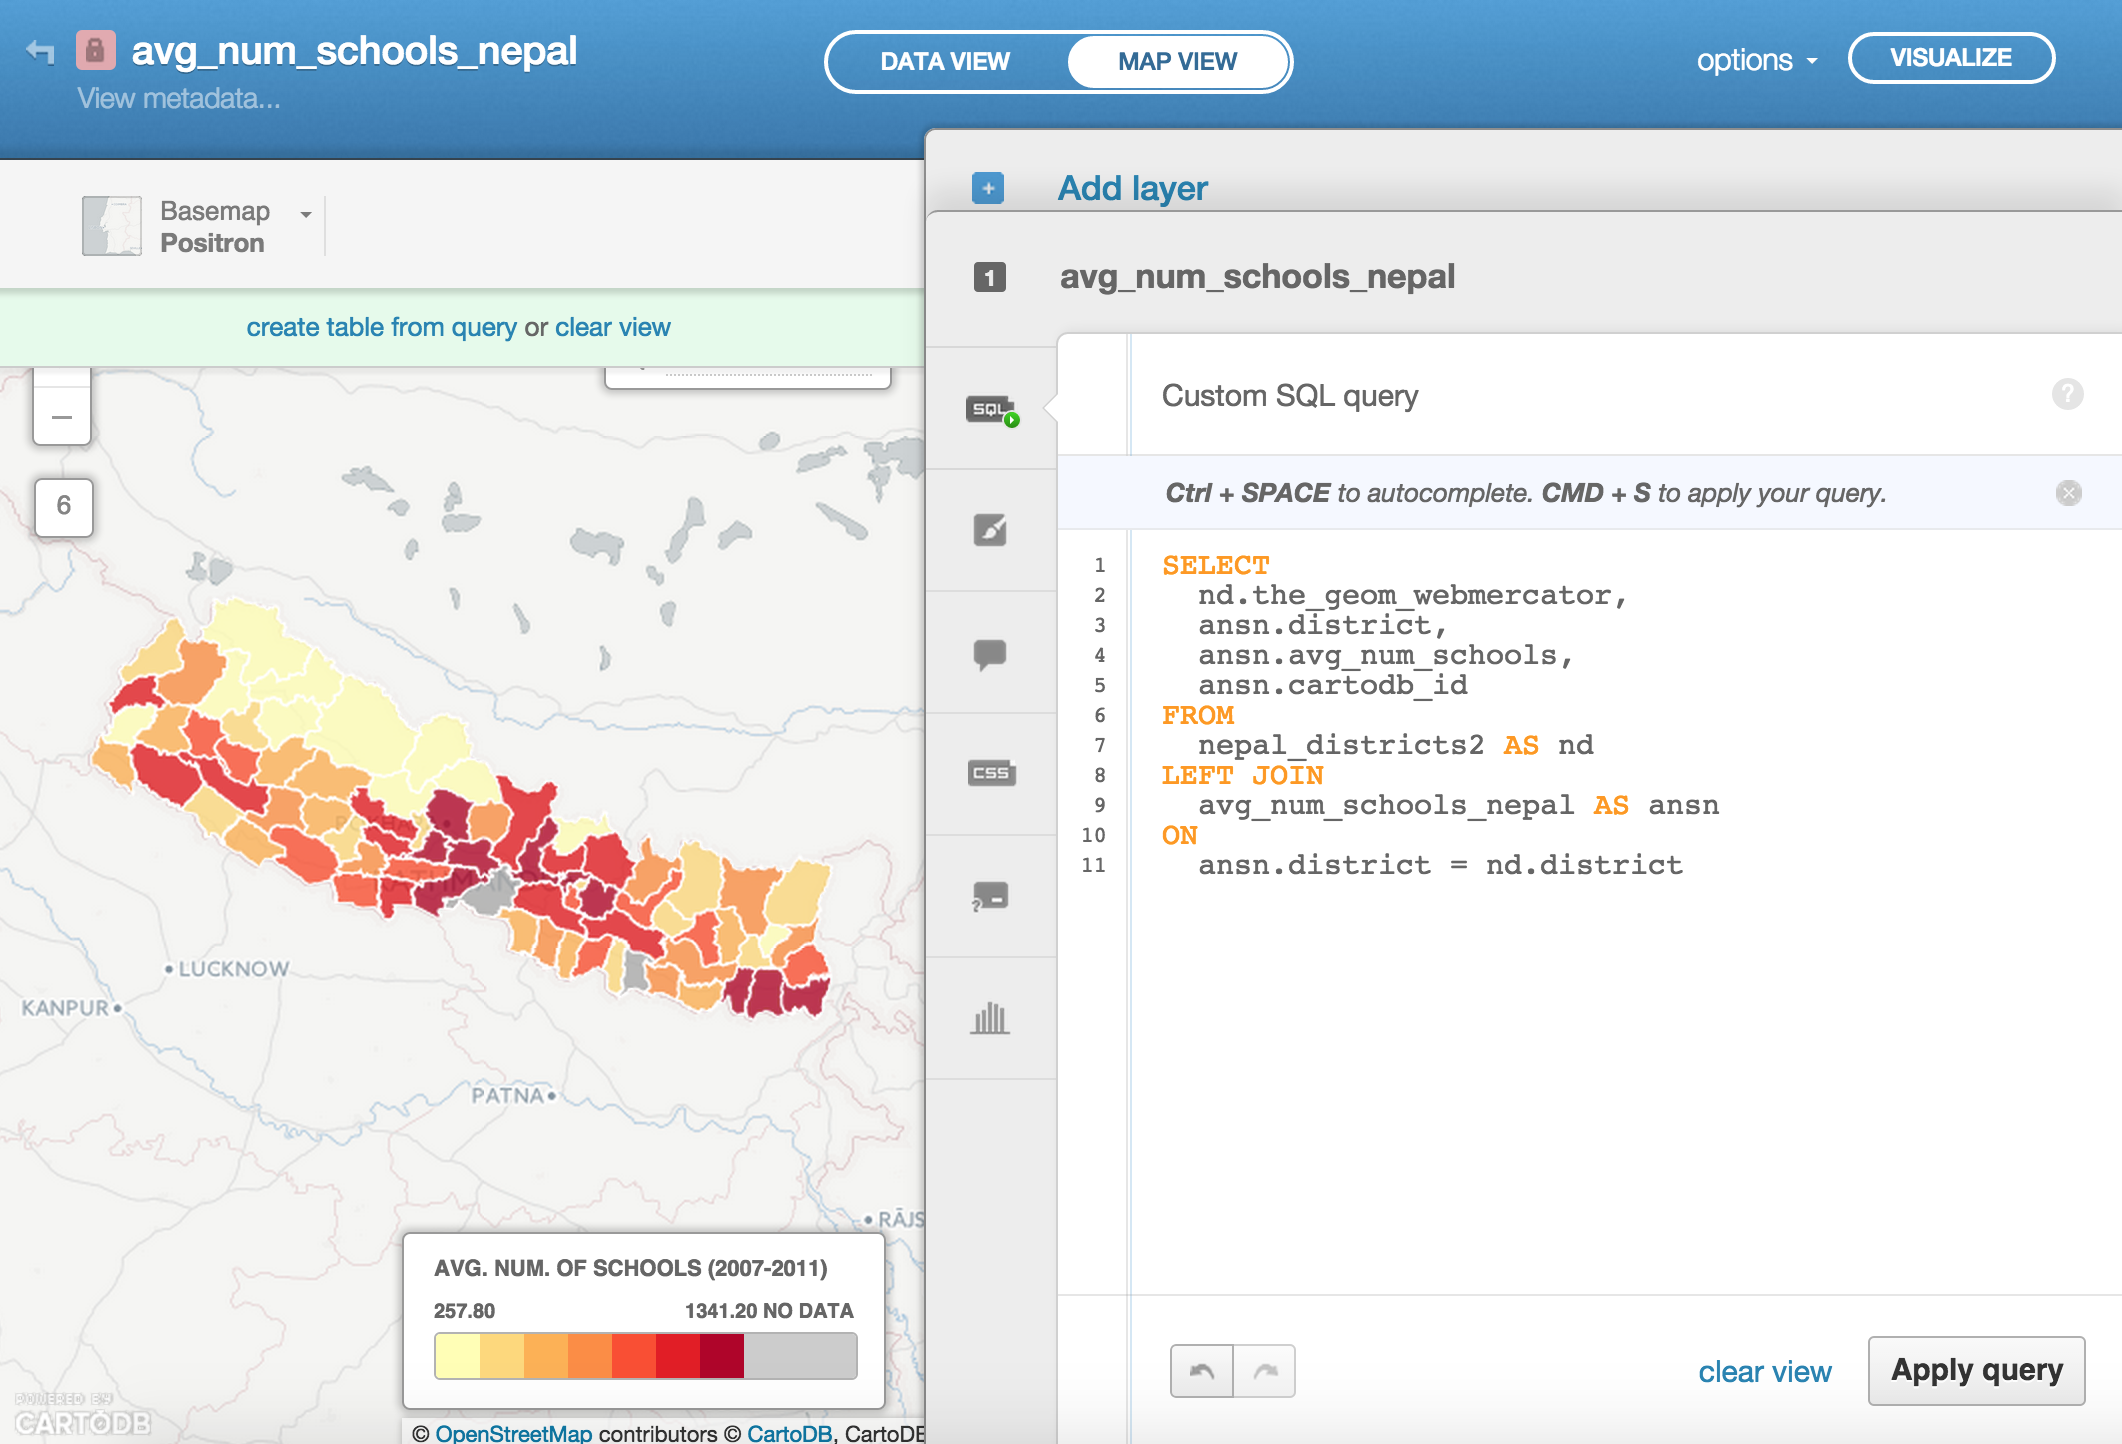 avg_num_schools_nepal
View metadata...
DATA VIEW
MAP VIEW
options
VISUALIZE
Basemap
Positron
create table from query or clear view
6
LUCKNOW
KANPUR
PATNA
RĀJS
AVG. NUM. OF SCHOOLS (2007-2011)
257.80 1341.20 NO DATA
POWERED BY
CARTODB
© OpenStreetMap contributors © CartoDB, CartoDB
Add layer
1
avg_num_schools_nepal
SQL
CSS
?
Custom SQL query
?
Ctrl + SPACE to autocomplete. CMD + S to apply your query.
1 SELECT
2 nd.the_geom_webmercator,
3 ansn.district,
4 ansn.avg_num_schools,
5 ansn.cartodb_id
6 FROM
7 nepal_districts2 AS nd
8 LEFT JOIN
9 avg_num_schools_nepal AS ansn
10 ON
11 ansn.district = nd.district
clear view
Apply query